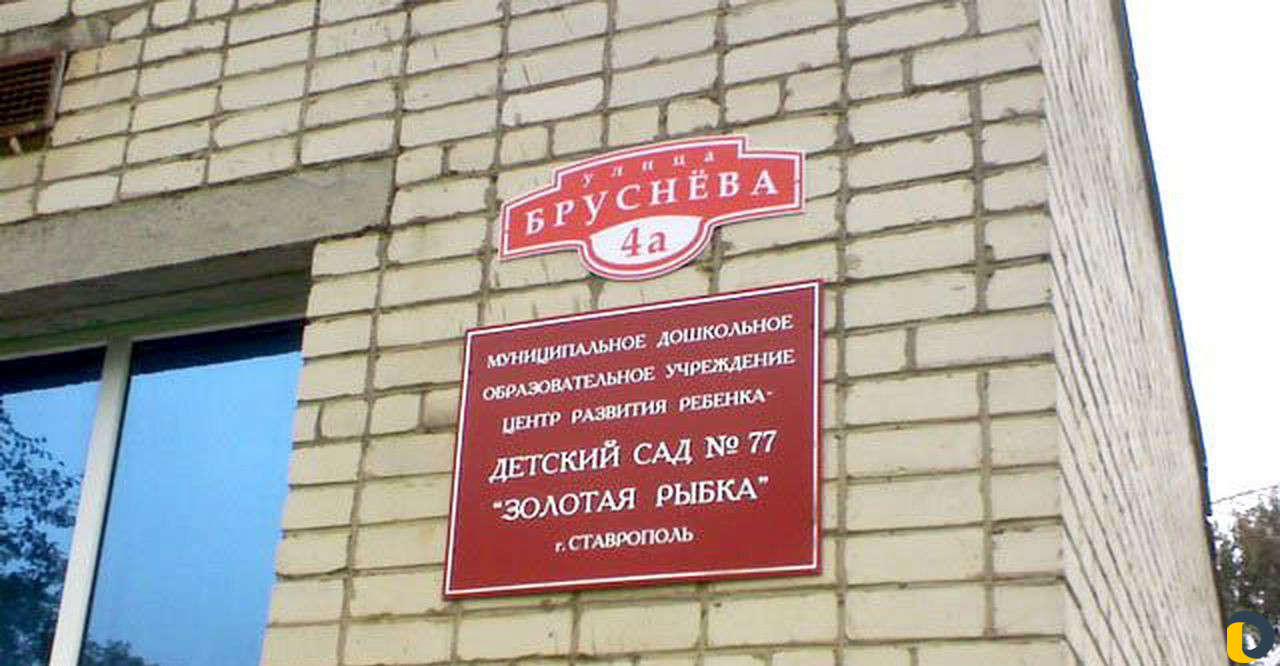 улица
БРУСНЁВА
4а
МУНИЦИПАЛЬНОЕ ДОШКОЛЬНОЕ
ОБРАЗОВАТЕЛЬНОЕ УЧРЕЖДЕНИЕ
ЦЕНТР РАЗВИТИЯ РЕБЕНКА-
ДЕТСКИЙ САД № 77
"ЗОЛОТАЯ РЫБКА"
г. СТАВРОПОЛЬ